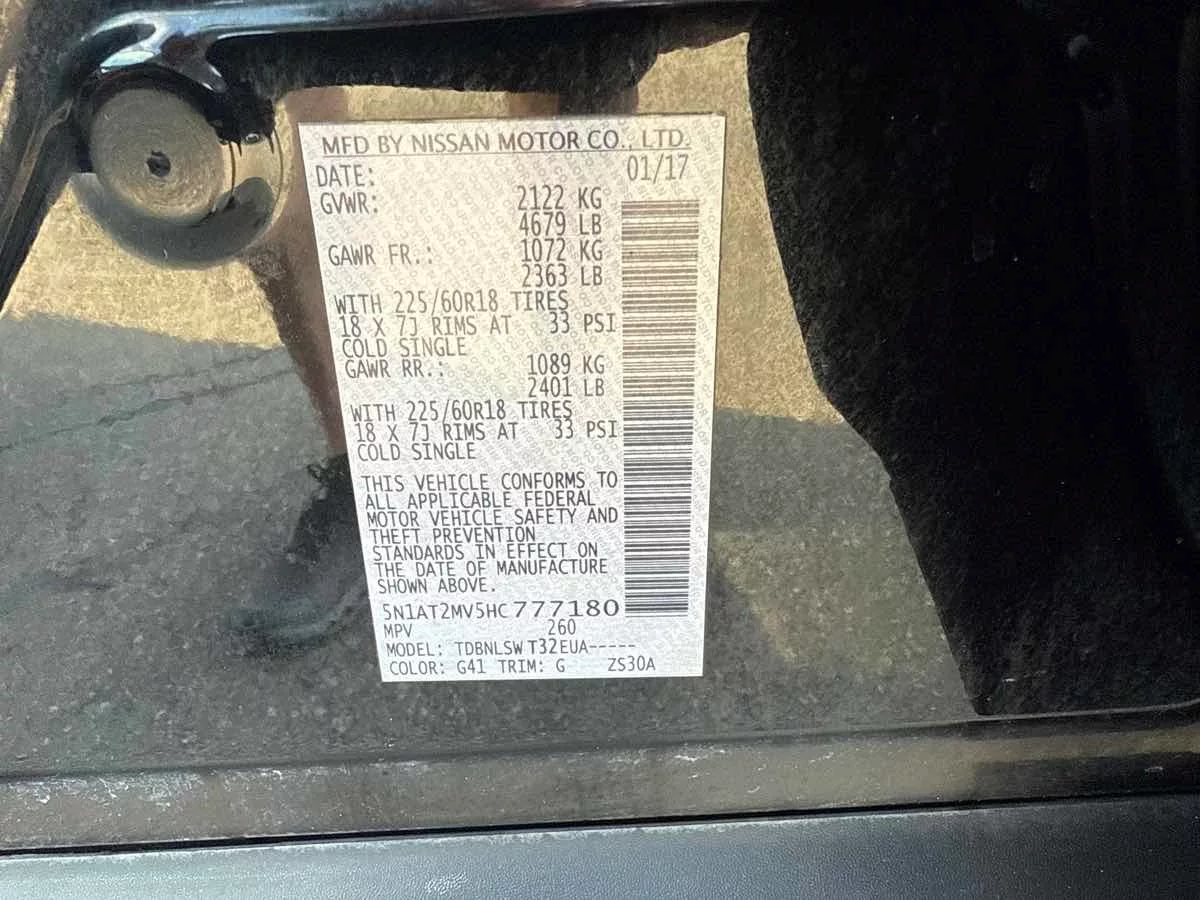 MFD BY NISSAN MOTOR CO., LTD.
DATE: 01/17
GVWR: 2122 KG
4679 LB
GAWR FR.: 1072 KG
2363 LB
WITH 225/60R18 TIRES
18 X 7J RIMS AT 33 PSI
COLD SINGLE
GAWR RR.: 1089 KG
2401 LB
WITH 225/60R18 TIRES
18 X 7J RIMS AT 33 PSI
COLD SINGLE
THIS VEHICLE CONFORMS TO
ALL APPLICABLE FEDERAL
MOTOR VEHICLE SAFETY AND
THEFT PREVENTION
STANDARDS IN EFFECT ON
THE DATE OF MANUFACTURE
SHOWN ABOVE.
5N1AT2MV5HC777180
MPV 260
MODEL: TDBNLSW T32EUA-----
COLOR: G41 TRIM: G ZS30A